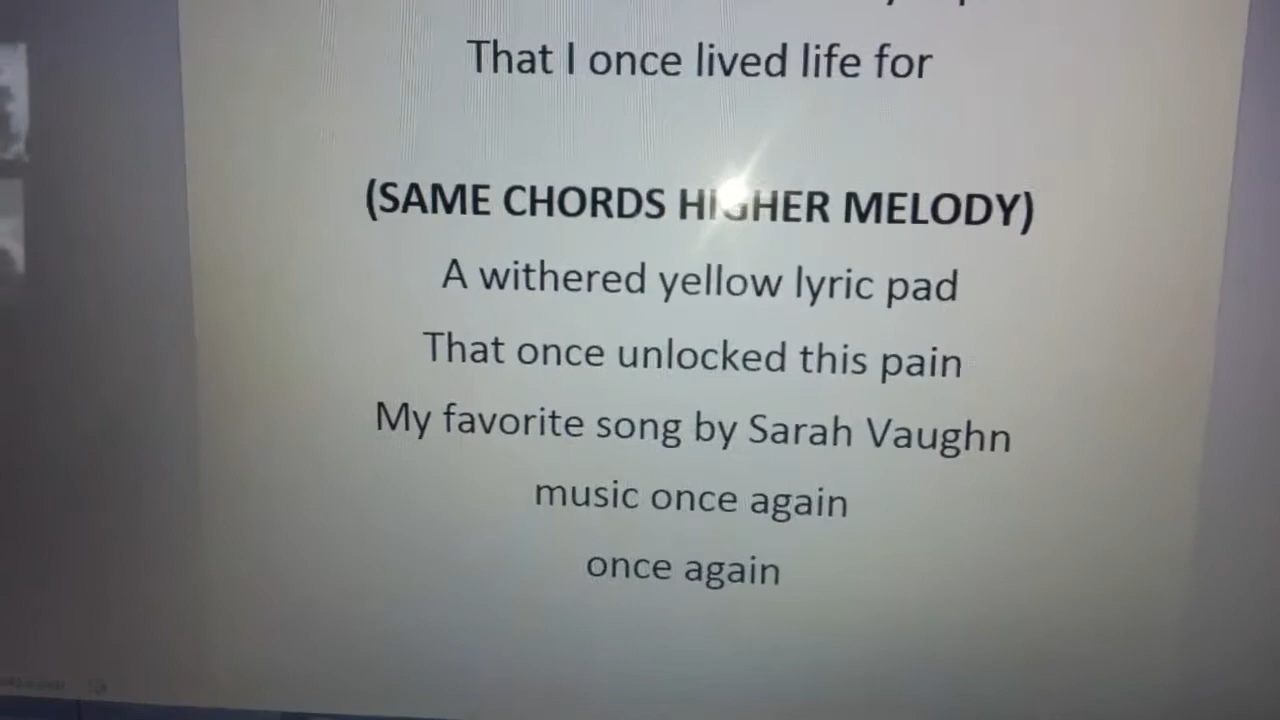 That I once lived life for
(SAME CHORDS HIGHER MELODY)
A withered yellow lyric pad
That once unlocked this pain
My favorite song by Sarah Vaughn
music once again
once again